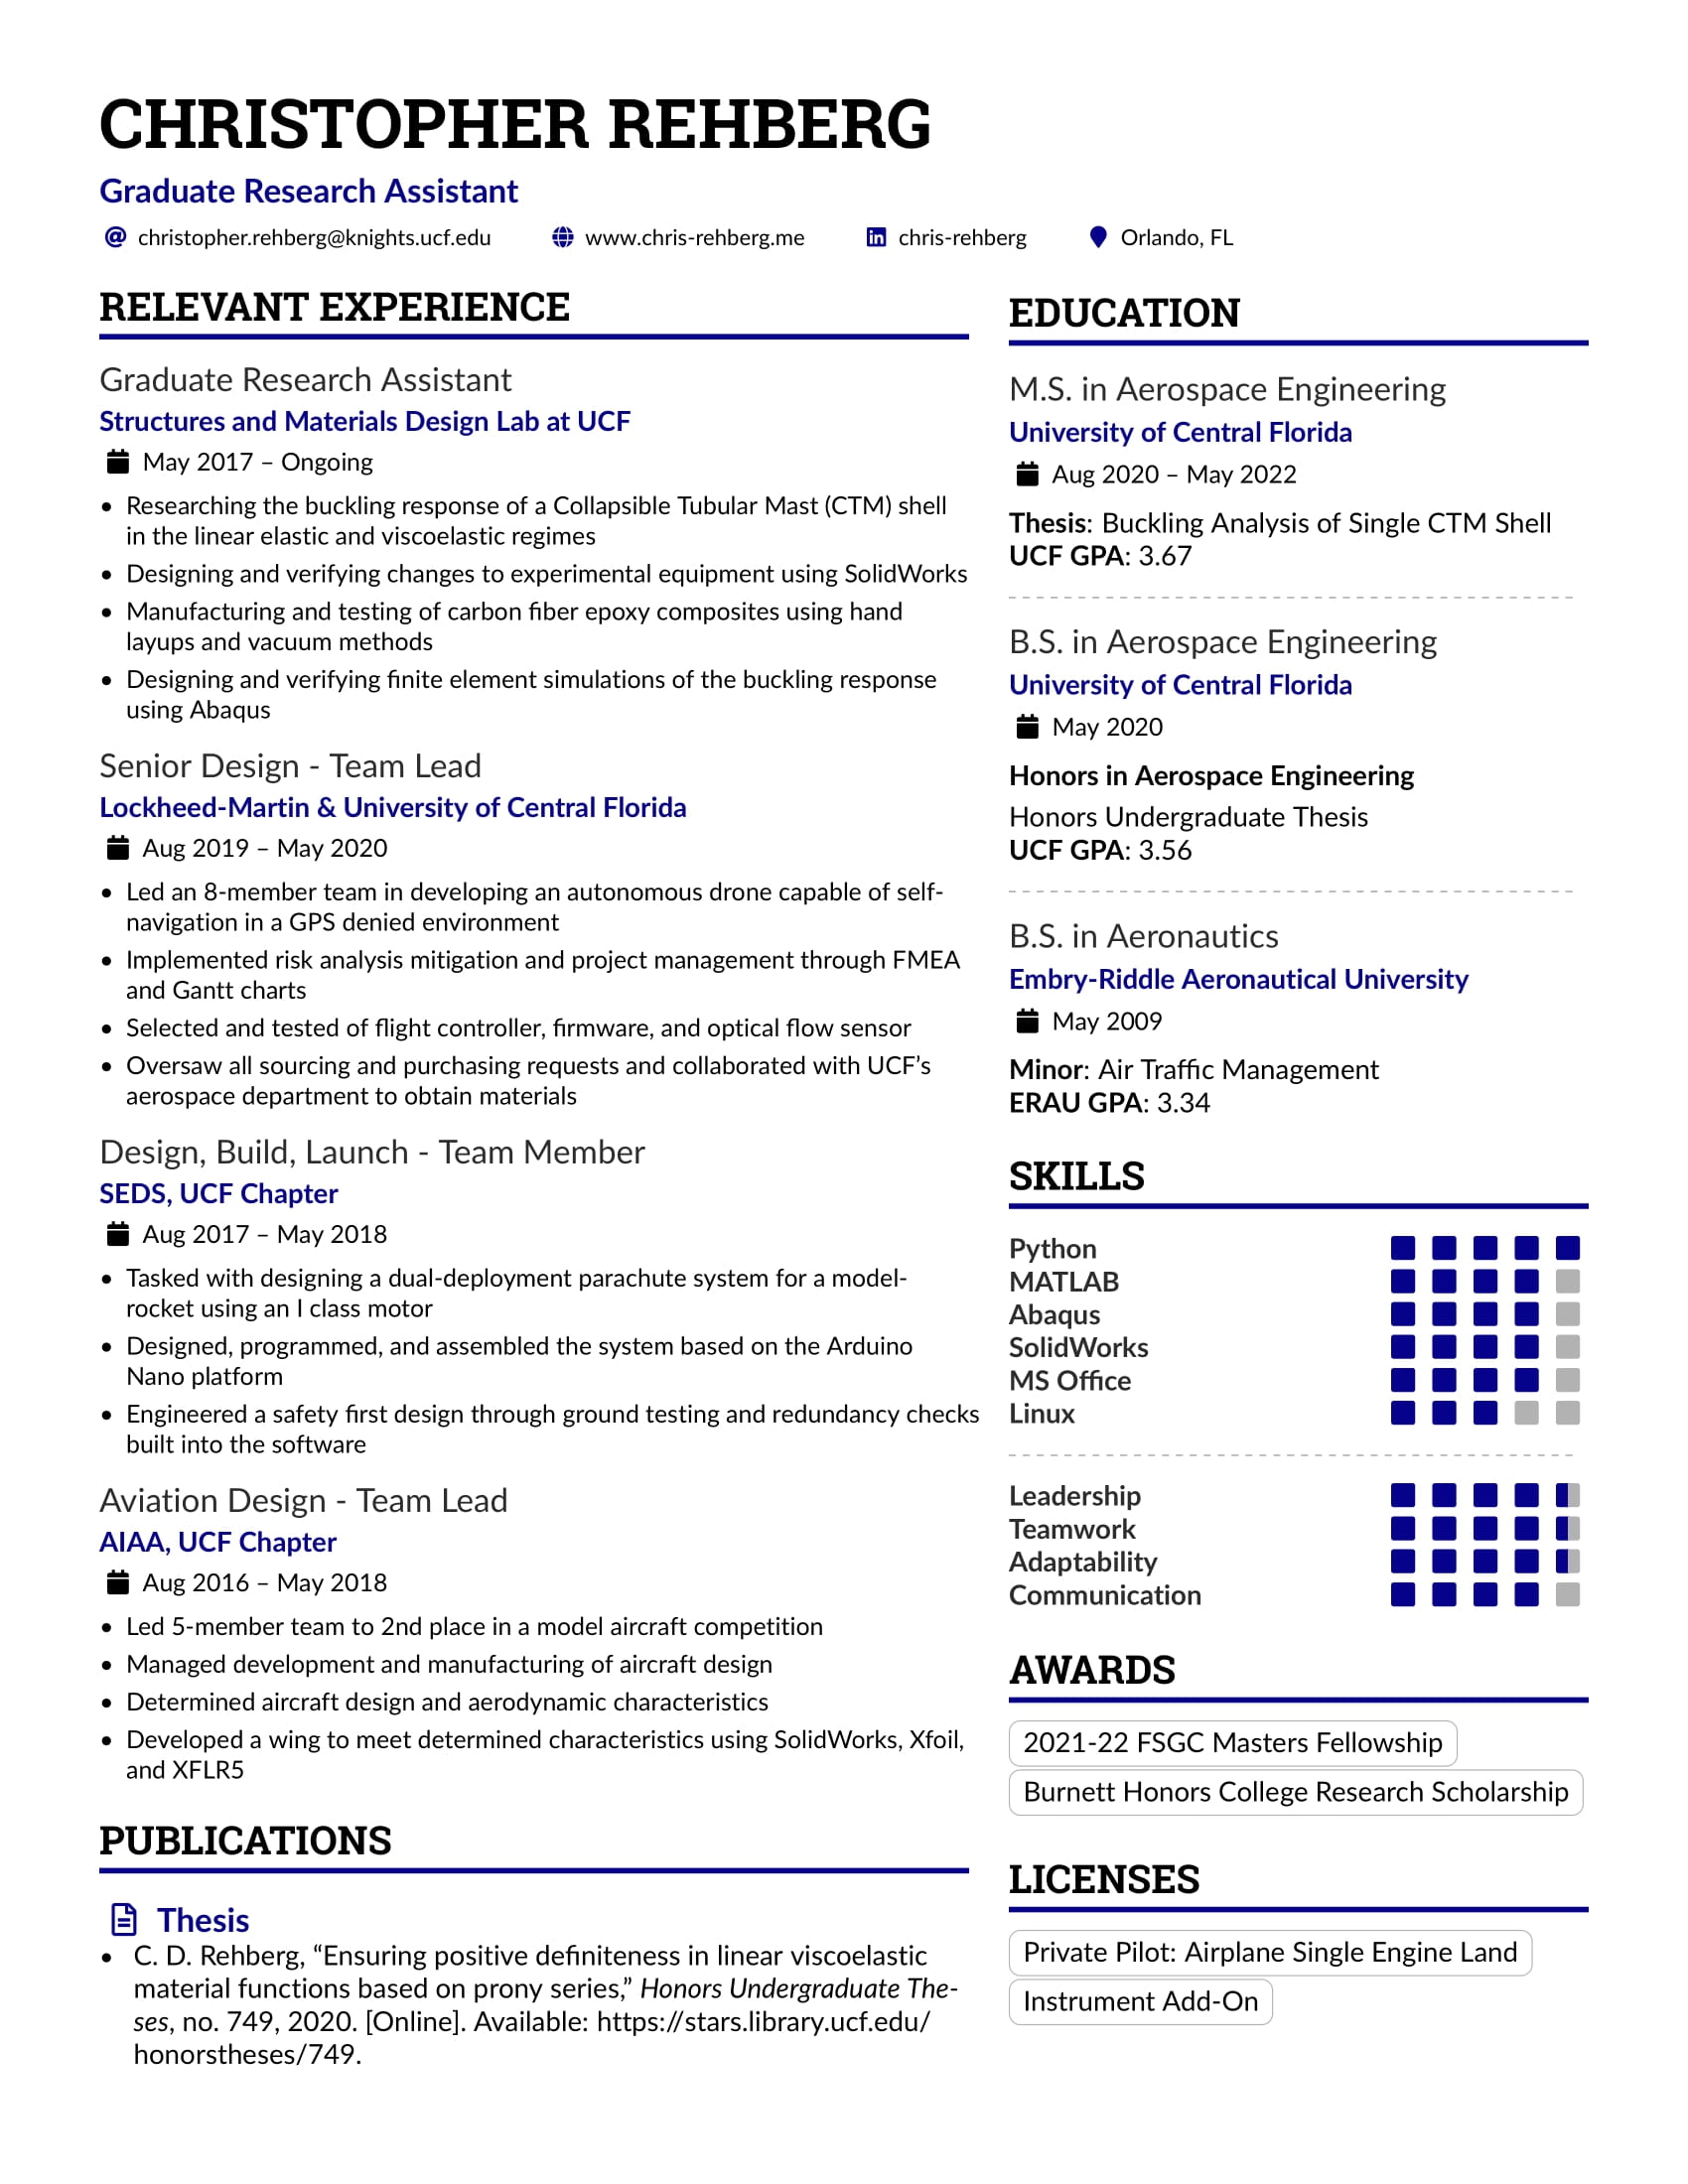 CHRISTOPHER REHBERG
Graduate Research Assistant
christopher.rehberg@knights.ucf.edu www.chris-rehberg.me chris-rehberg Orlando, FL
RELEVANT EXPERIENCE
Graduate Research Assistant
Structures and Materials Design Lab at UCF
May 2017 – Ongoing
• Researching the buckling response of a Collapsible Tubular Mast (CTM) shell
in the linear elastic and viscoelastic regimes
• Designing and verifying changes to experimental equipment using SolidWorks
• Manufacturing and testing of carbon fiber epoxy composites using hand
layups and vacuum methods
• Designing and verifying finite element simulations of the buckling response
using Abaqus
Senior Design - Team Lead
Lockheed-Martin & University of Central Florida
Aug 2019 – May 2020
• Led an 8-member team in developing an autonomous drone capable of self-
navigation in a GPS denied environment
• Implemented risk analysis mitigation and project management through FMEA
and Gantt charts
• Selected and tested of flight controller, firmware, and optical flow sensor
• Oversaw all sourcing and purchasing requests and collaborated with UCF’s
aerospace department to obtain materials
Design, Build, Launch - Team Member
SEDS, UCF Chapter
Aug 2017 – May 2018
• Tasked with designing a dual-deployment parachute system for a model-
rocket using an I class motor
• Designed, programmed, and assembled the system based on the Arduino
Nano platform
• Engineered a safety first design through ground testing and redundancy checks
built into the software
Aviation Design - Team Lead
AIAA, UCF Chapter
Aug 2016 – May 2018
• Led 5-member team to 2nd place in a model aircraft competition
• Managed development and manufacturing of aircraft design
• Determined aircraft design and aerodynamic characteristics
• Developed a wing to meet determined characteristics using SolidWorks, Xfoil,
and XFLR5
PUBLICATIONS
Thesis
• C. D. Rehberg, “Ensuring positive definiteness in linear viscoelastic
material functions based on prony series,” Honors Undergraduate The-
ses, no. 749, 2020. [Online]. Available: https://stars.library.ucf.edu/
honorstheses/749.
EDUCATION
M.S. in Aerospace Engineering
University of Central Florida
Aug 2020 – May 2022
Thesis: Buckling Analysis of Single CTM Shell
UCF GPA: 3.67
B.S. in Aerospace Engineering
University of Central Florida
May 2020
Honors in Aerospace Engineering
Honors Undergraduate Thesis
UCF GPA: 3.56
B.S. in Aeronautics
Embry-Riddle Aeronautical University
May 2009
Minor: Air Traffic Management
ERAU GPA: 3.34
SKILLS
Python
MATLAB
Abaqus
SolidWorks
MS Office
Linux
Leadership
Teamwork
Adaptability
Communication
AWARDS
2021-22 FSGC Masters Fellowship
Burnett Honors College Research Scholarship
LICENSES
Private Pilot: Airplane Single Engine Land
Instrument Add-On